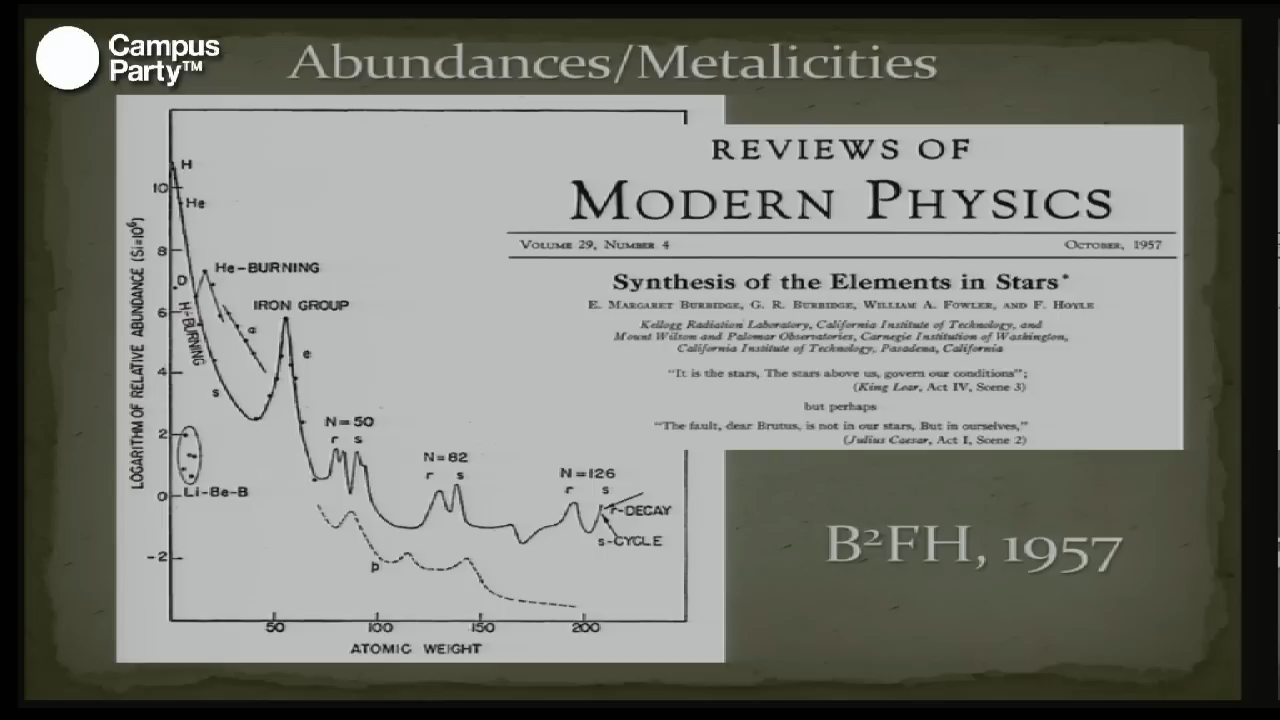 Campus
Party™
Abundances/Metalicities
H
He
D
He-BURNING
H-BURNING
IRON GROUP
α
e
s
N=50
r s
N=82
r s
N=126
r s
r-DECAY
s-CYCLE
Li-Be-B
p
10
8
6
4
2
0
-2
50 100 150 200
LOGARITHM OF RELATIVE ABUNDANCE (Si=10⁶)
ATOMIC WEIGHT
REVIEWS OF
MODERN PHYSICS
VOLUME 29, NUMBER 4 OCTOBER, 1957
Synthesis of the Elements in Stars*
E. MARGARET BURBIDGE, G. R. BURBIDGE, WILLIAM A. FOWLER, AND F. HOYLE
Kellogg Radiation Laboratory, California Institute of Technology, and
Mount Wilson and Palomar Observatories, Carnegie Institution of Washington,
California Institute of Technology, Pasadena, California
"It is the stars, The stars above us, govern our conditions";
(King Lear, Act IV, Scene 3)
but perhaps
"The fault, dear Brutus, is not in our stars, But in ourselves,"
(Julius Caesar, Act I, Scene 2)
B²FH, 1957